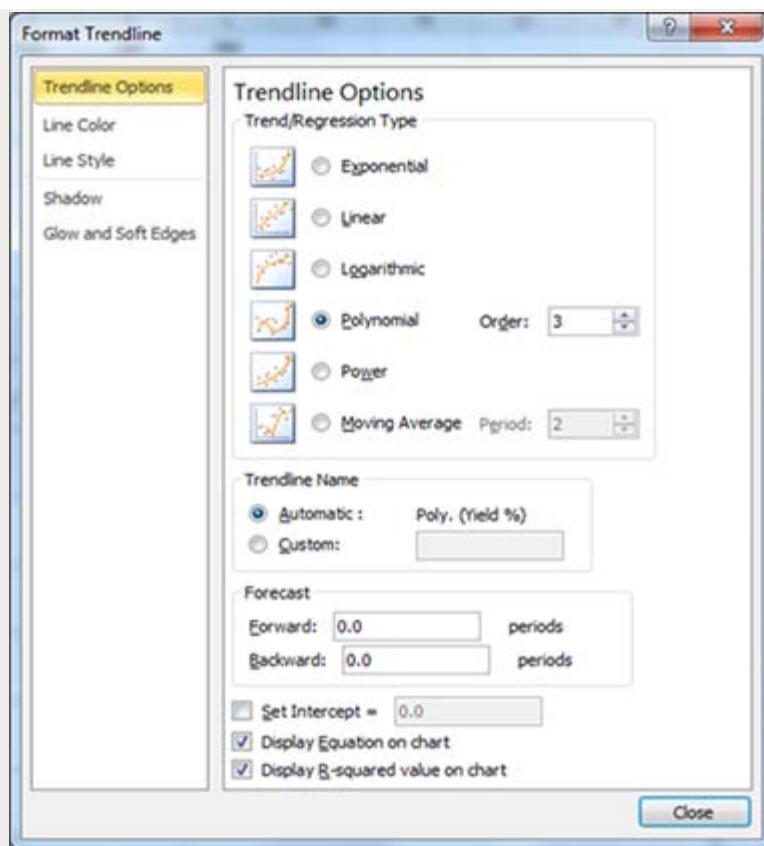 Format Trendline
Trendline Options
Line Color
Line Style
Shadow
Glow and Soft Edges
Trendline Options
Trend/Regression Type
Exponential
Linear
Logarithmic
Polynomial Order: 3
Power
Moving Average Period: 2
Trendline Name
Automatic : Poly. (Yield %)
Custom:
Forecast
Forward: 0.0 periods
Backward: 0.0 periods
Set Intercept = 0.0
Display Equation on chart
Display R-squared value on chart
Close